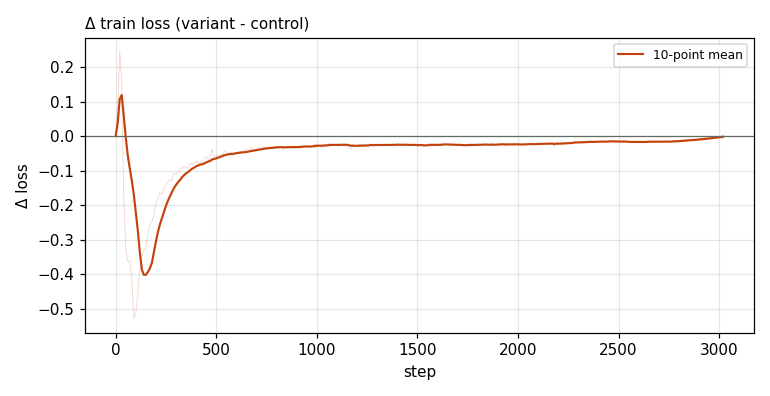 Δ train loss (variant - control)
10-point mean
0.2
0.1
0.0
−0.1
−0.2
−0.3
−0.4
−0.5
Δ loss
0 500 1000 1500 2000 2500 3000
step